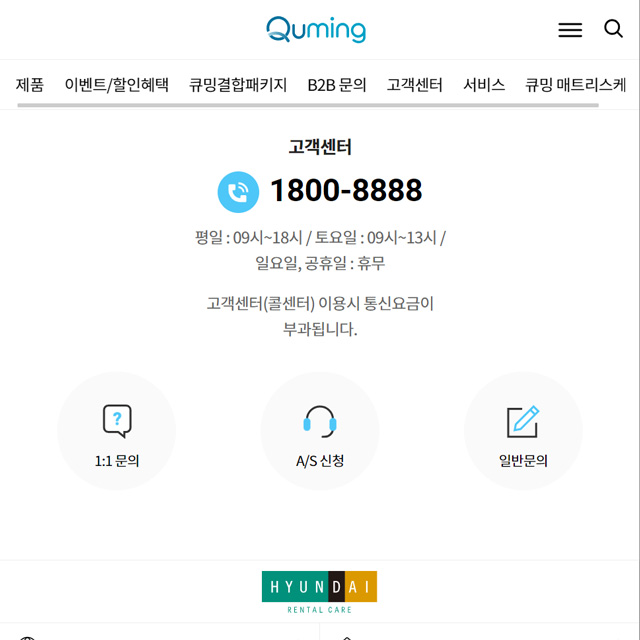 Quming
제품 이벤트/할인혜택 큐밍결합패키지 B2B 문의 고객센터 서비스 큐밍 매트리스케
고객센터
1800-8888
평일 : 09시~18시 / 토요일 : 09시~13시 /
일요일, 공휴일 : 휴무
고객센터(콜센터) 이용시 통신요금이
부과됩니다.
?
1:1 문의 A/S 신청 일반문의
HYUNDAI
RENTAL CARE